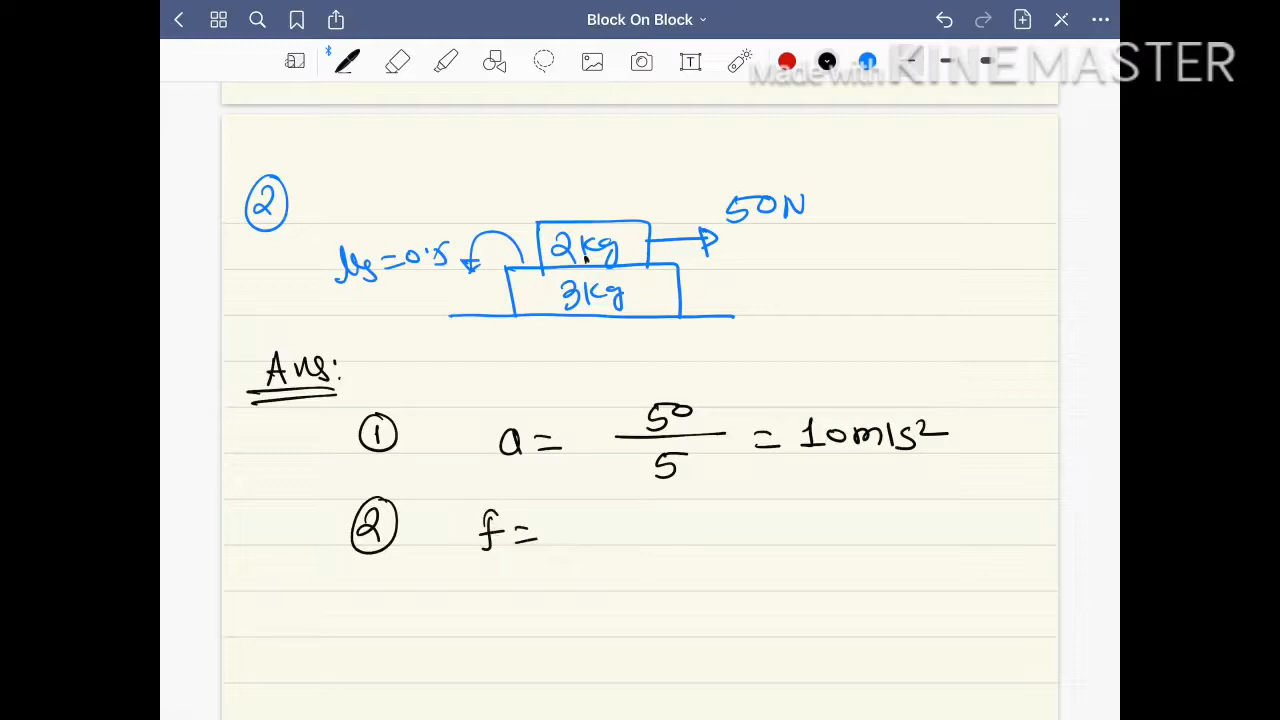 Block On Block
Made with KINEMASTER
2
50N
μs=0.5
2kg
3kg
Ans:
1 a = 50/5 = 10m/s²
2 f =